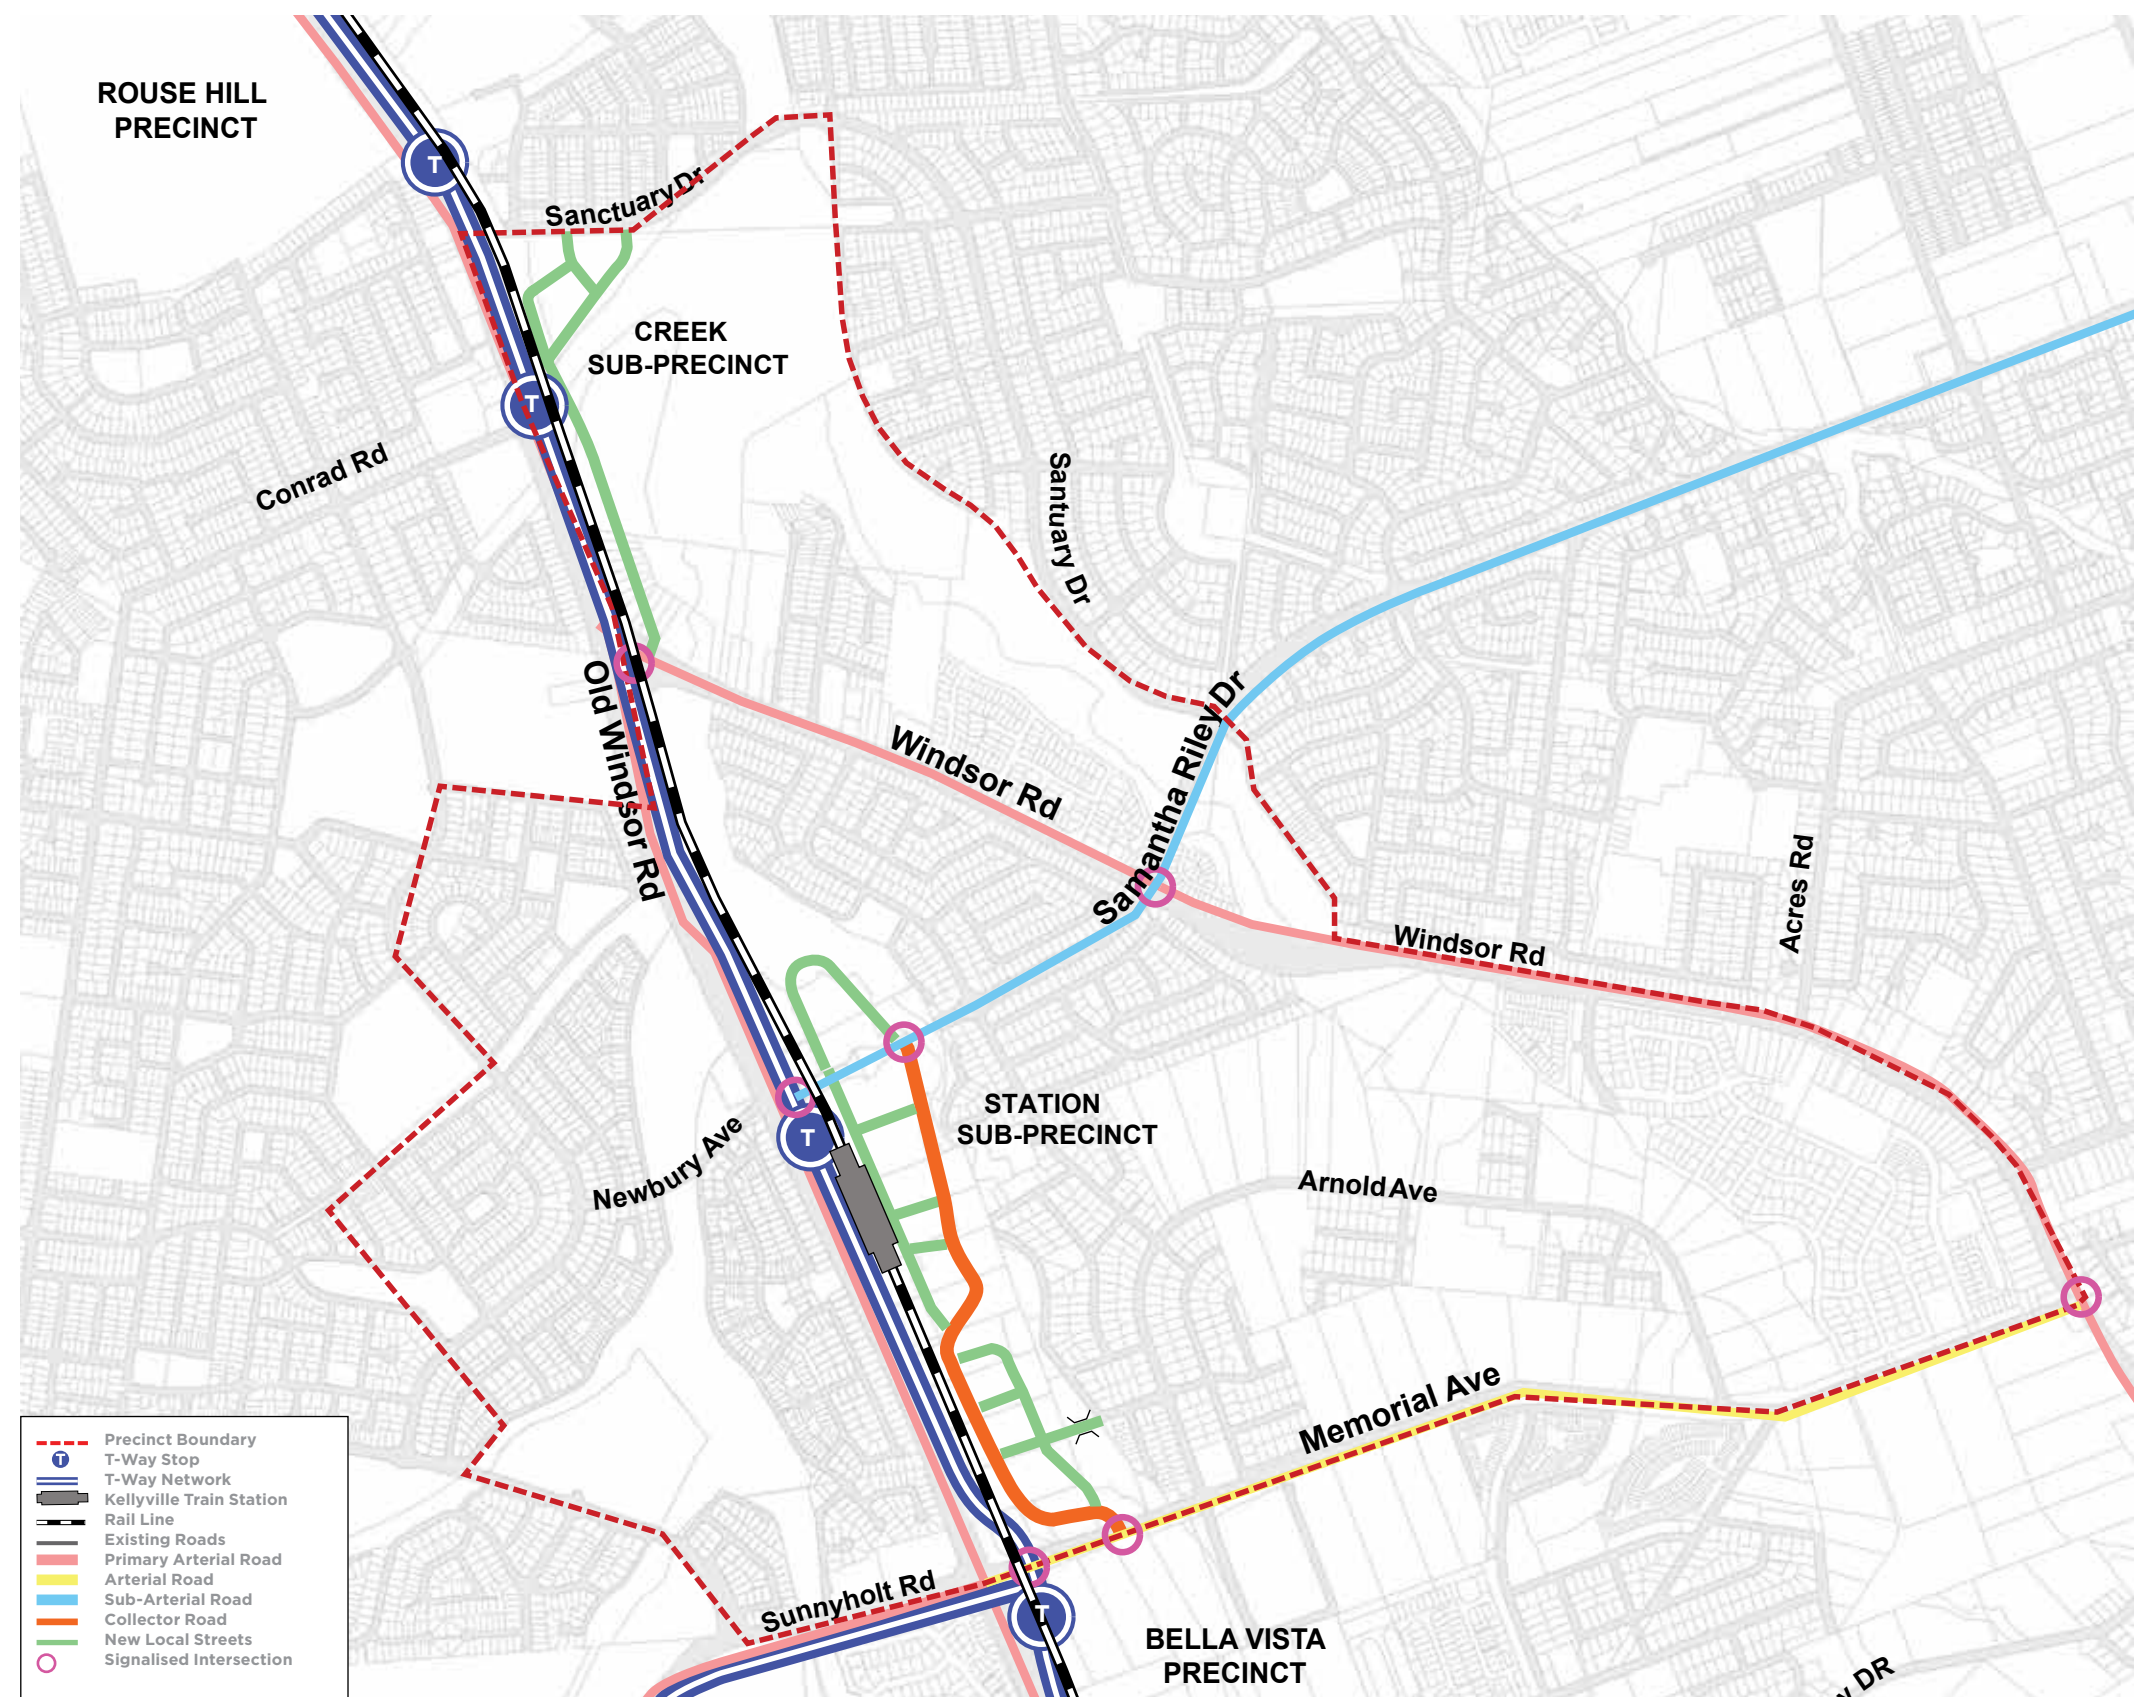 ROUSE HILL
PRECINCT
T
Sanctuary Dr
CREEK
SUB-PRECINCT
T
Conrad Rd
Santuary Dr
Old Windsor Rd
Windsor Rd
Samantha Riley Dr
Windsor Rd
Acres Rd
STATION
SUB-PRECINCT
T
Newbury Ave
Arnold Ave
Memorial Ave
Sunnyholt Rd
T
BELLA VISTA
PRECINCT
DR
Precinct Boundary
T
T-Way Stop
T-Way Network
Kellyville Train Station
Rail Line
Existing Roads
Primary Arterial Road
Arterial Road
Sub-Arterial Road
Collector Road
New Local Streets
Signalised Intersection